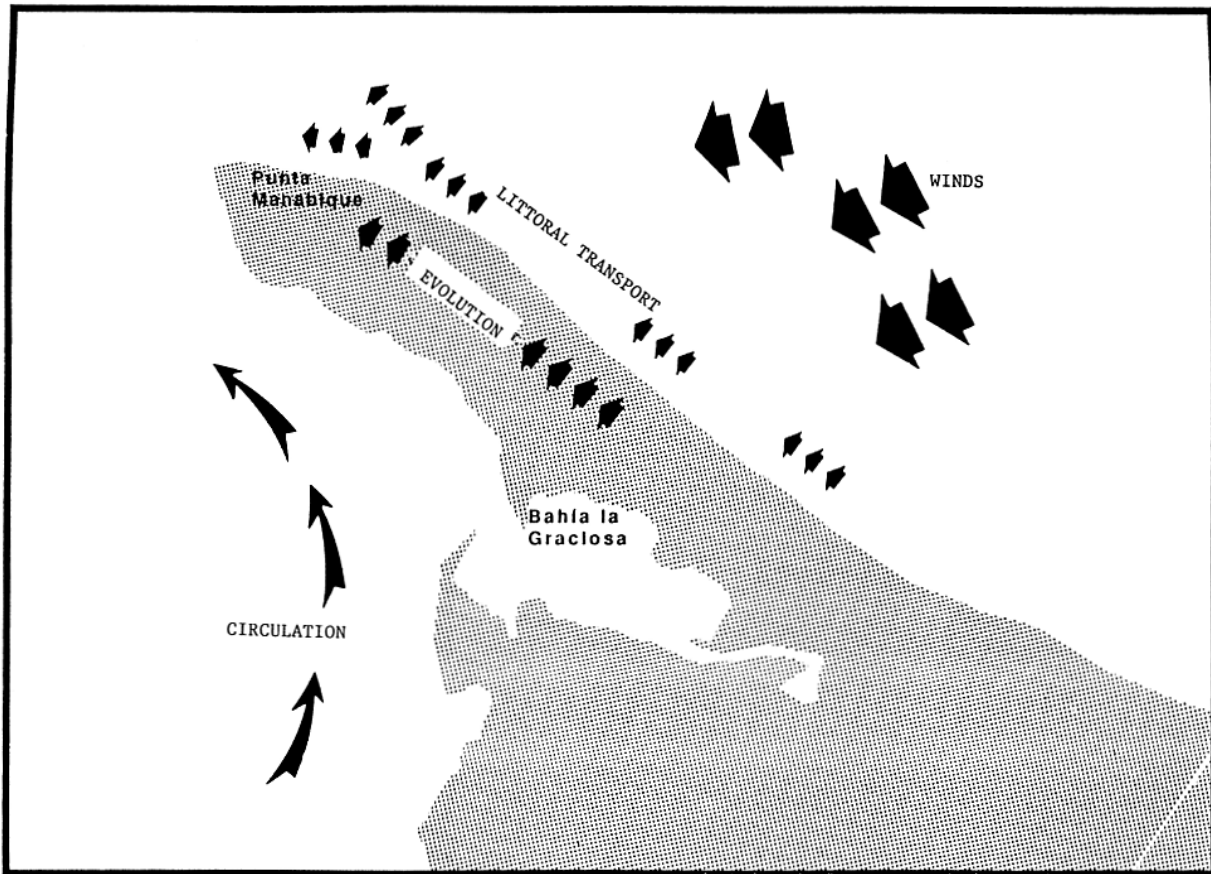 Punta
Manabique
WINDS
LITTORAL TRANSPORT
EVOLUTION
Bahía la
Graciosa
CIRCULATION